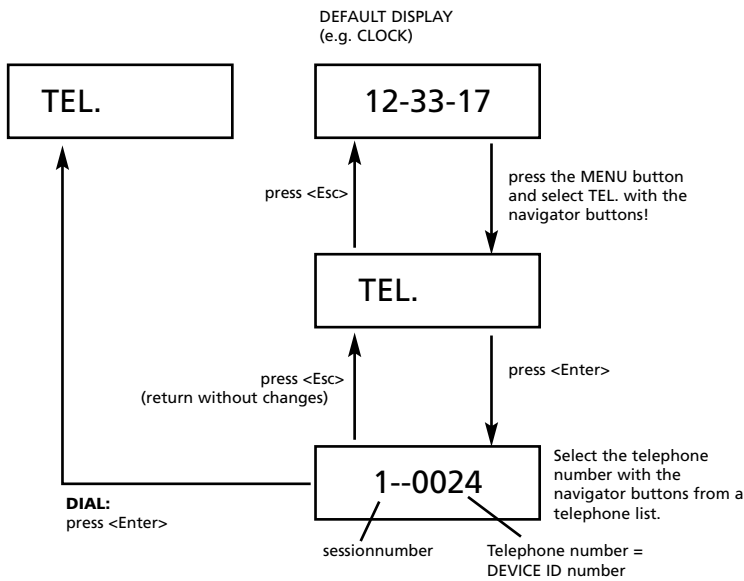 DEFAULT DISPLAY
(e.g. CLOCK)
TEL.
12-33-17
press <Esc>
press the MENU button
and select TEL. with the
navigator buttons!
TEL.
press <Esc>
(return without changes)
press <Enter>
1--0024
Select the telephone
number with the
navigator buttons from a
telephone list.
DIAL:
press <Enter>
sessionnumber
Telephone number =
DEVICE ID number